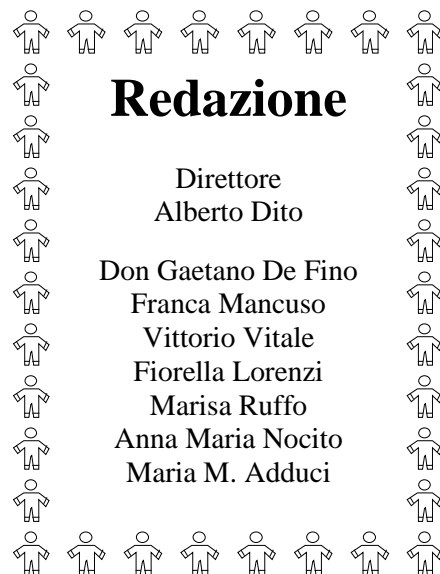 Redazione
Direttore
Alberto Dito
Don Gaetano De Fino
Franca Mancuso
Vittorio Vitale
Fiorella Lorenzi
Marisa Ruffo
Anna Maria Nocito
Maria M. Adduci